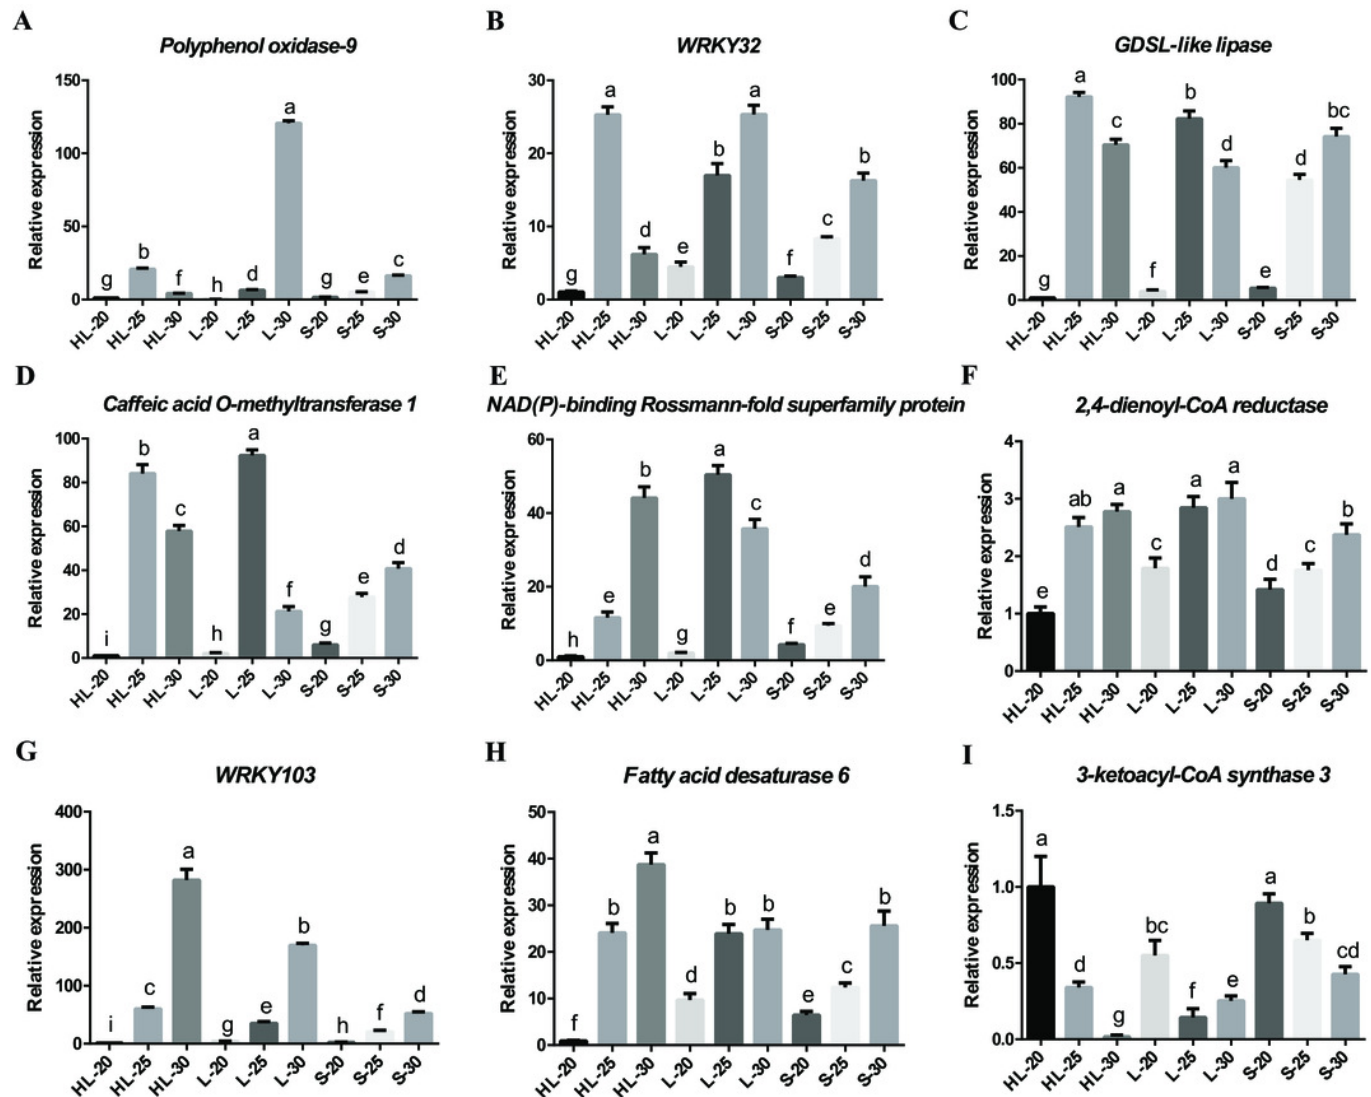 A
Polyphenol oxidase-9
Relative expression
150
100
50
0
g b f h d a g e c
HL-20 HL-25 HL-30 L-20 L-25 L-30 S-20 S-25 S-30
B
WRKY32
Relative expression
30
20
10
0
g a d e b a f c b
HL-20 HL-25 HL-30 L-20 L-25 L-30 S-20 S-25 S-30
C
GDSL-like lipase
Relative expression
100
80
60
40
20
0
g a c f b d e d bc
HL-20 HL-25 HL-30 L-20 L-25 L-30 S-20 S-25 S-30
D
Caffeic acid O-methyltransferase 1
Relative expression
100
80
60
40
20
0
i b c h a f g e d
HL-20 HL-25 HL-30 L-20 L-25 L-30 S-20 S-25 S-30
E
NAD(P)-binding Rossmann-fold superfamily protein
Relative expression
60
40
20
0
h e b g a c f e d
HL-20 HL-25 HL-30 L-20 L-25 L-30 S-20 S-25 S-30
F
2,4-dienoyl-CoA reductase
Relative expression
4
3
2
1
0
e ab a c a a d c b
HL-20 HL-25 HL-30 L-20 L-25 L-30 S-20 S-25 S-30
G
WRKY103
Relative expression
400
300
200
100
0
i c a g e b h f d
HL-20 HL-25 HL-30 L-20 L-25 L-30 S-20 S-25 S-30
H
Fatty acid desaturase 6
Relative expression
50
40
30
20
10
0
f b a d b b e c b
HL-20 HL-25 HL-30 L-20 L-25 L-30 S-20 S-25 S-30
I
3-ketoacyl-CoA synthase 3
Relative expression
1.5
1.0
0.5
0.0
a d g bc f e a b cd
HL-20 HL-25 HL-30 L-20 L-25 L-30 S-20 S-25 S-30